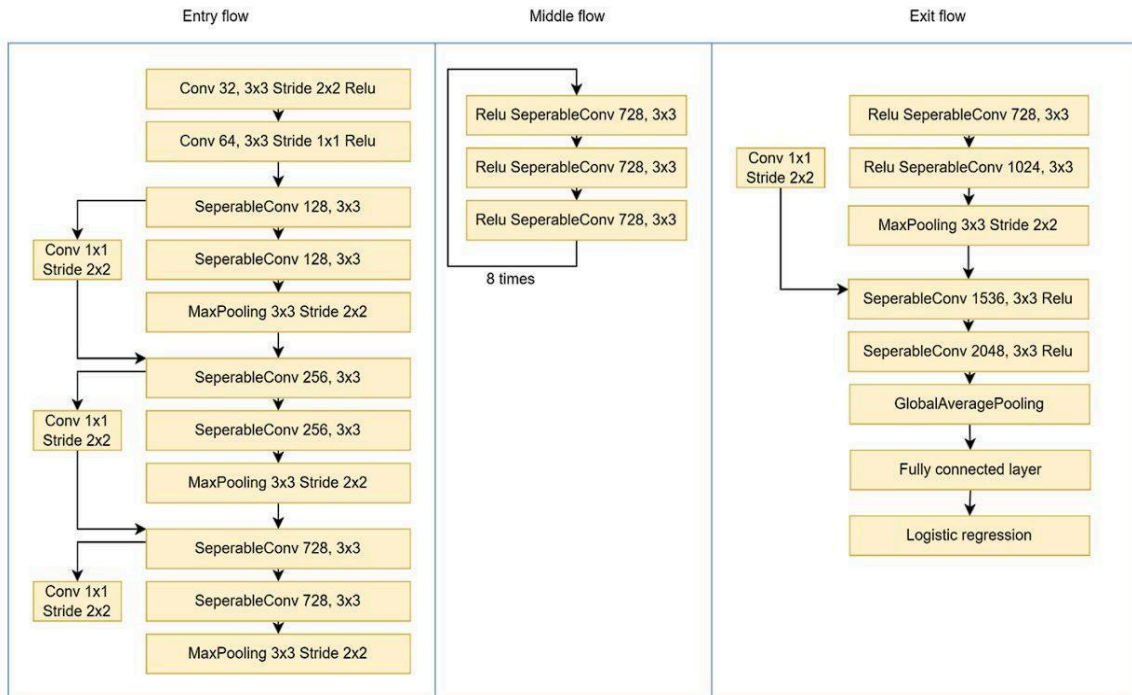 Entry flow
Conv 32, 3x3 Stride 2x2 Relu
Conv 64, 3x3 Stride 1x1 Relu
SeperableConv 128, 3x3
Conv 1x1
Stride 2x2
SeperableConv 128, 3x3
MaxPooling 3x3 Stride 2x2
SeperableConv 256, 3x3
Conv 1x1
Stride 2x2
SeperableConv 256, 3x3
MaxPooling 3x3 Stride 2x2
SeperableConv 728, 3x3
Conv 1x1
Stride 2x2
SeperableConv 728, 3x3
MaxPooling 3x3 Stride 2x2
Middle flow
Relu SeperableConv 728, 3x3
Relu SeperableConv 728, 3x3
Relu SeperableConv 728, 3x3
8 times
Exit flow
Relu SeperableConv 728, 3x3
Conv 1x1
Stride 2x2
Relu SeperableConv 1024, 3x3
MaxPooling 3x3 Stride 2x2
SeperableConv 1536, 3x3 Relu
SeperableConv 2048, 3x3 Relu
GlobalAveragePooling
Fully connected layer
Logistic regression